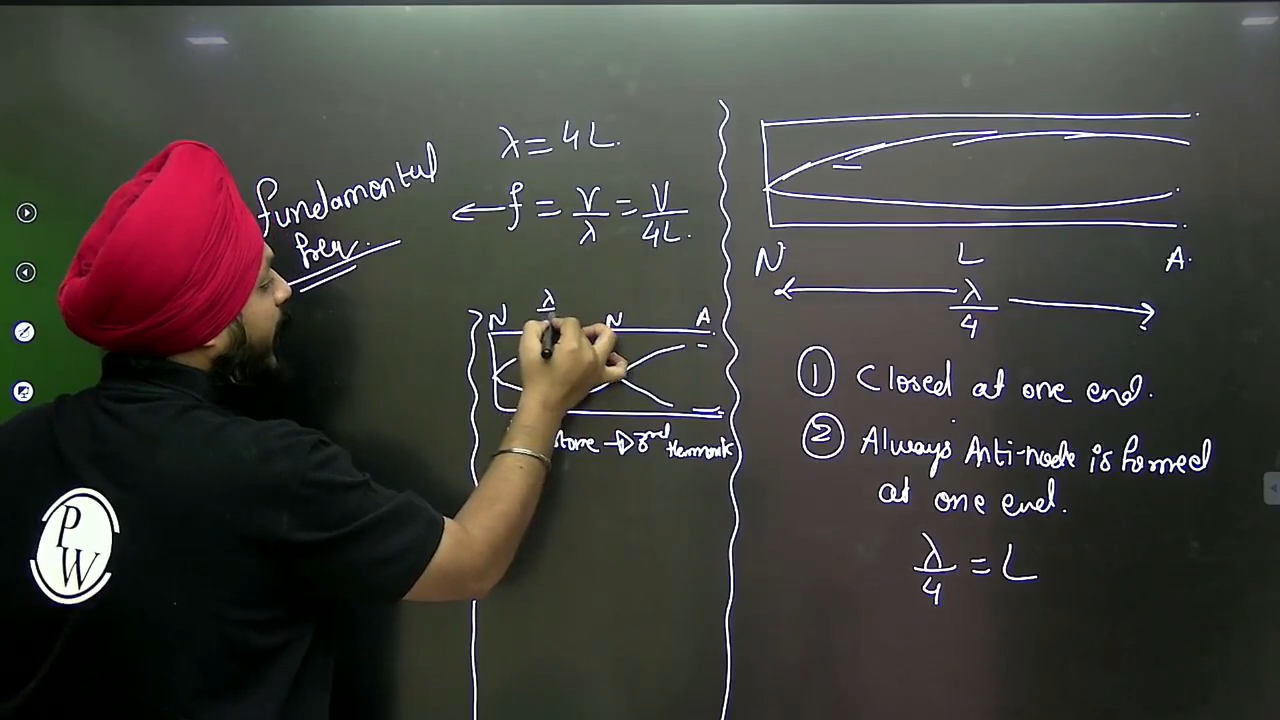 fundamental
freq.
λ = 4L.
f = V/λ = V/4L.
N λ N A
tone → 3rd Harmonic
N L A.
λ/4
① Closed at one end.
② Always Anti-node is formed
at one end.
λ/4 = L
P
W